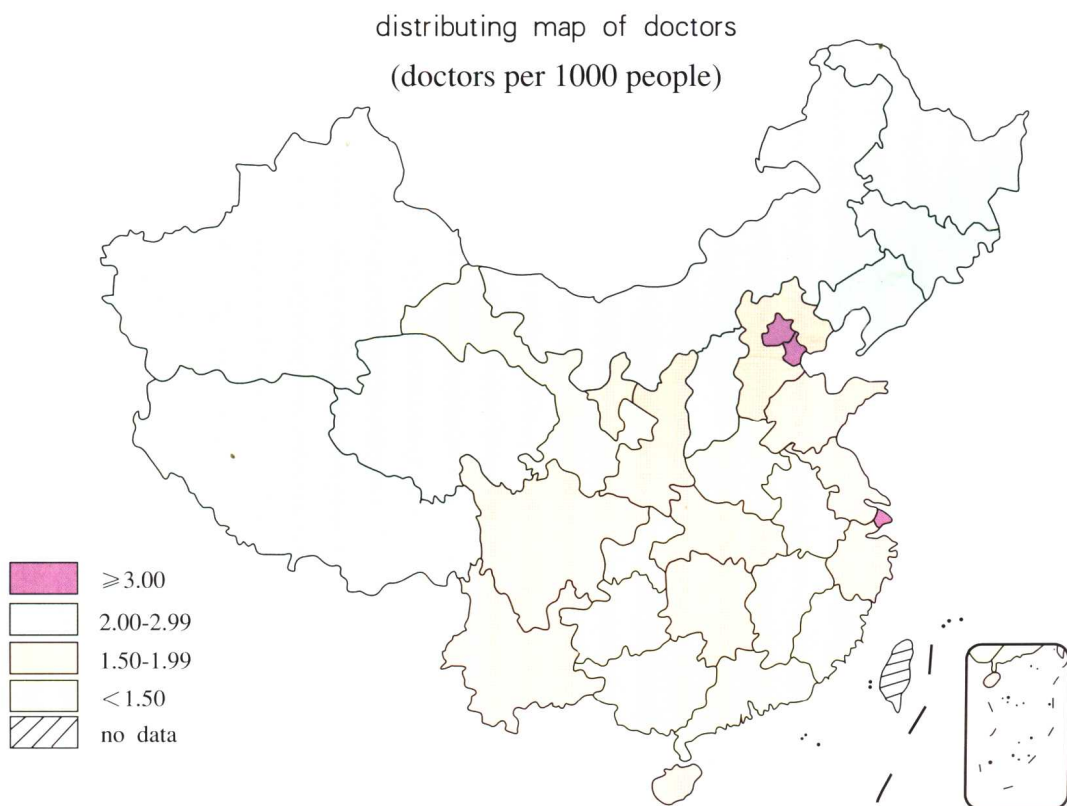 distributing map of doctors
(doctors per 1000 people)
⩾3.00
2.00-2.99
1.50-1.99
<1.50
no data